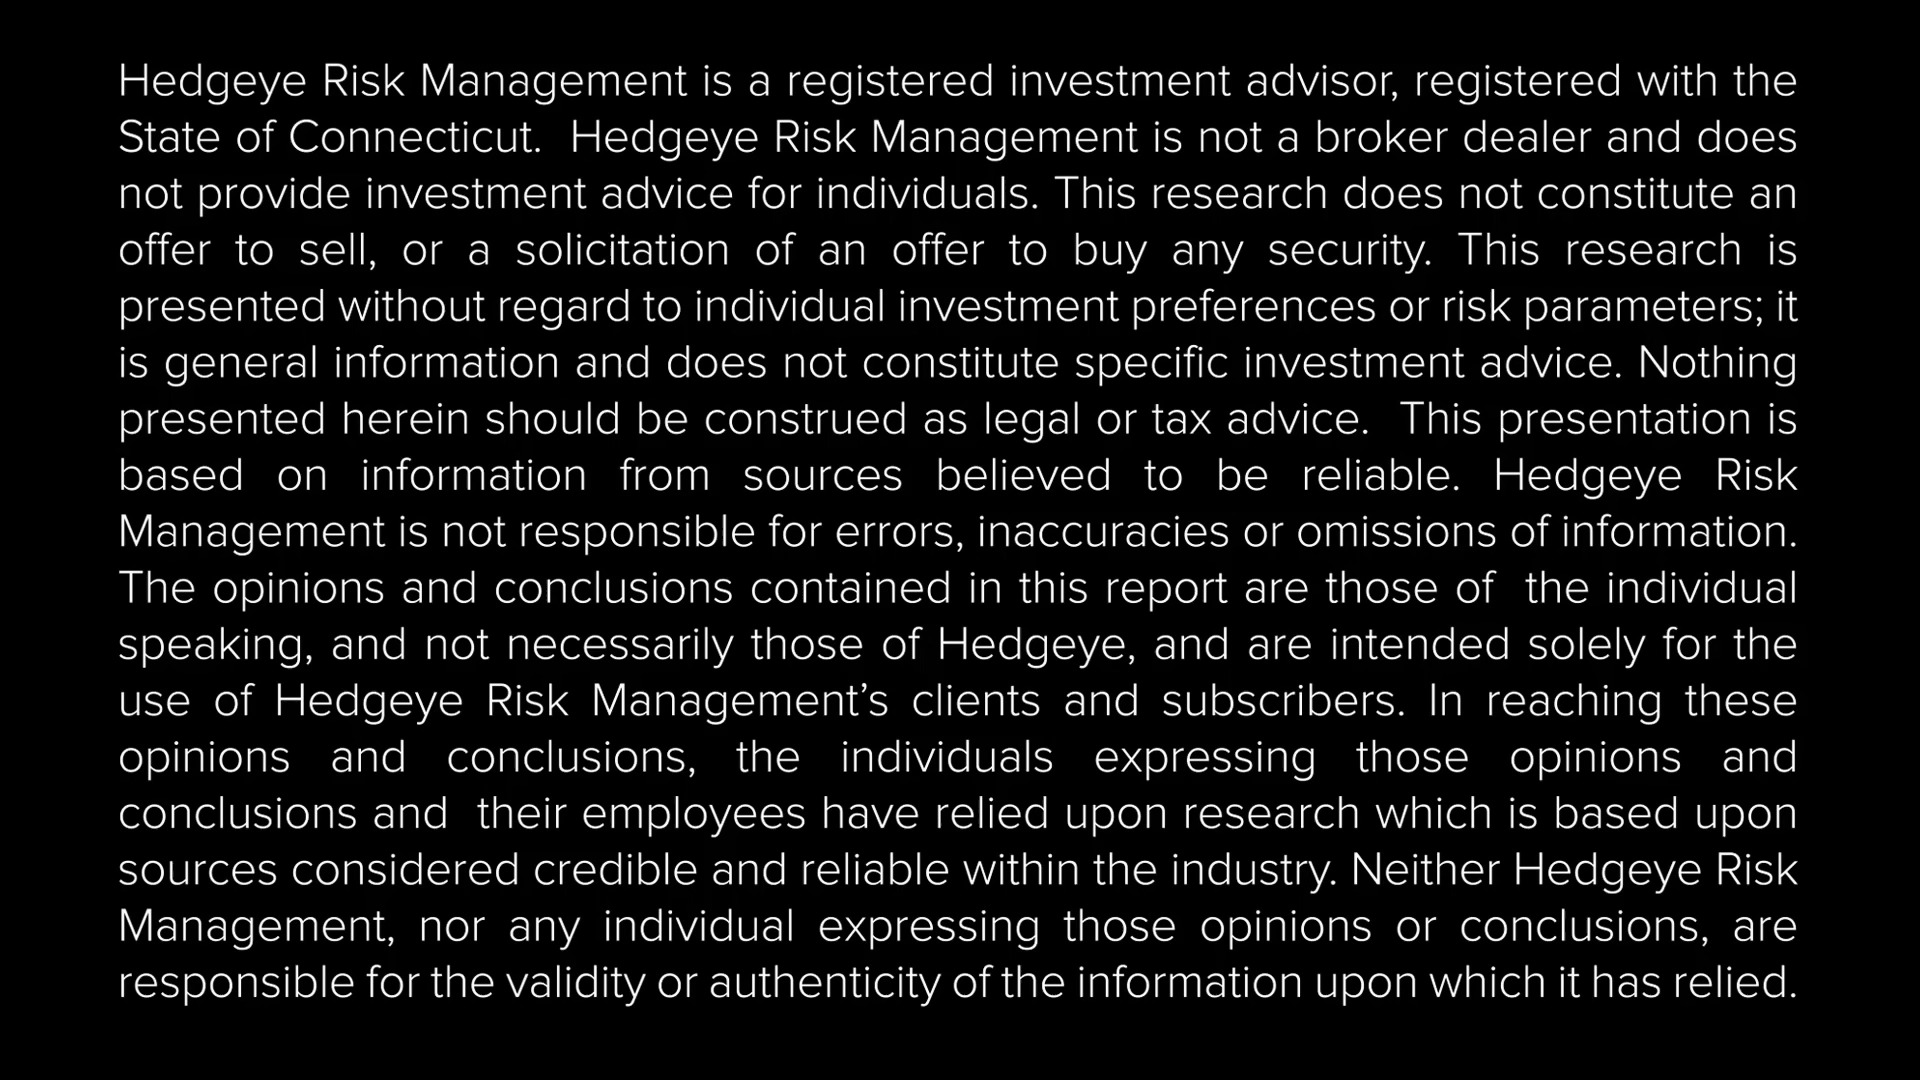 Hedgeye Risk Management is a registered investment advisor, registered with the
State of Connecticut.  Hedgeye Risk Management is not a broker dealer and does
not provide investment advice for individuals. This research does not constitute an
offer to sell, or a solicitation of an offer to buy any security. This research is
presented without regard to individual investment preferences or risk parameters; it
is general information and does not constitute specific investment advice. Nothing
presented herein should be construed as legal or tax advice.  This presentation is
based on information from sources believed to be reliable. Hedgeye Risk
Management is not responsible for errors, inaccuracies or omissions of information.
The opinions and conclusions contained in this report are those of  the individual
speaking, and not necessarily those of Hedgeye, and are intended solely for the
use of Hedgeye Risk Management’s clients and subscribers. In reaching these
opinions and conclusions, the individuals expressing those opinions and
conclusions and  their employees have relied upon research which is based upon
sources considered credible and reliable within the industry. Neither Hedgeye Risk
Management, nor any individual expressing those opinions or conclusions, are
responsible for the validity or authenticity of the information upon which it has relied.